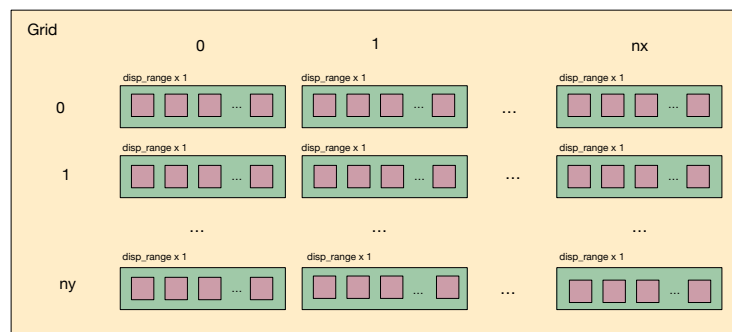 Grid
0 1 nx
disp_range x 1 disp_range x 1 disp_range x 1
0 ... ... ... ...
disp_range x 1 disp_range x 1 disp_range x 1
1 ... ... ... ...
... ... ...
disp_range x 1 disp_range x 1 disp_range x 1
ny ... ... ... ...